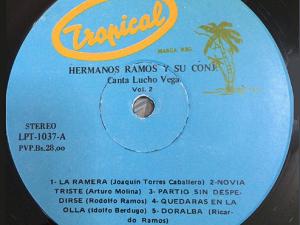 Tropical
MARCA REG.
HERMANOS RAMOS Y SU CONJ.
Canta Lucho Vega
Vol. 2
STEREO
LPT-1037-A
PVP.Bs.28,oo
1- LA RAMERA (Joaquín Torres Caballero) 2-NOVIA
TRISTE (Arturo Molina) 3- PARTIO SIN DESPE-
DIRSE (Rodolfo Ramos) 4- QUEDARAS EN LA
OLLA (Idolfo Berdugo) 5- DORALBA (Ricar-
do Ramos)